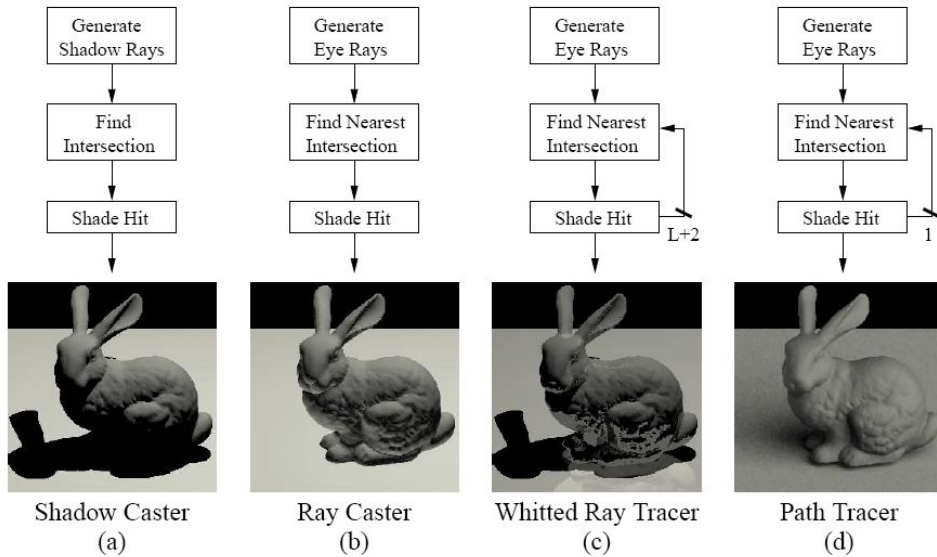 Generate
Shadow Rays
Find
Intersection
Shade Hit
Shadow Caster
(a)
Generate
Eye Rays
Find Nearest
Intersection
Shade Hit
Ray Caster
(b)
Generate
Eye Rays
Find Nearest
Intersection
Shade Hit
L+2
Whitted Ray Tracer
(c)
Generate
Eye Rays
Find Nearest
Intersection
Shade Hit
1
Path Tracer
(d)